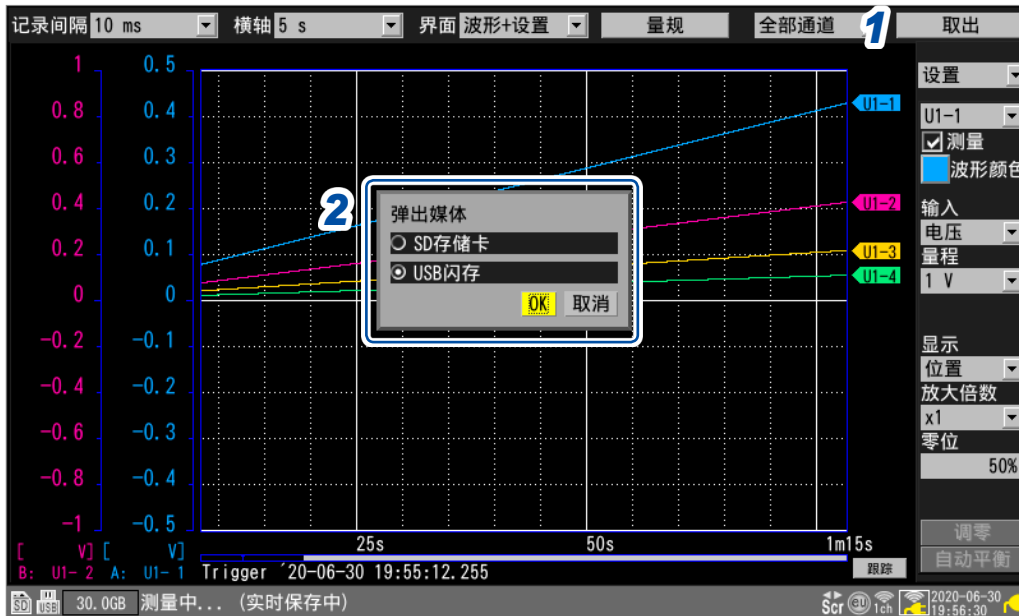 记录间隔 10 ms 横轴 5 s 界面 波形+设置 量规 全部通道 1 取出
1 0.5
0.8 0.4
0.6 0.3
0.4 0.2
0.2 0.1
0 0
-0.2 -0.1
-0.4 -0.2
-0.6 -0.3
-0.8 -0.4
-1 -0.5
[ V] [ V]
B: U1- 2 A: U1- 1
25s 50s 1m15s
Trigger ´20-06-30 19:55:12.255
跟踪
U1-1
U1-2
U1-3
U1-4
2
弹出媒体
SD存储卡
USB闪存
OK 取消
设置
U1-1
测量
波形颜色
输入
电压
量程
1 V
显示
位置
放大倍数
x1
零位
50%
调零
自动平衡
SD USB 30.0GB 测量中... (实时保存中)
Scr eU 1ch 2020-06-30
19:56:30